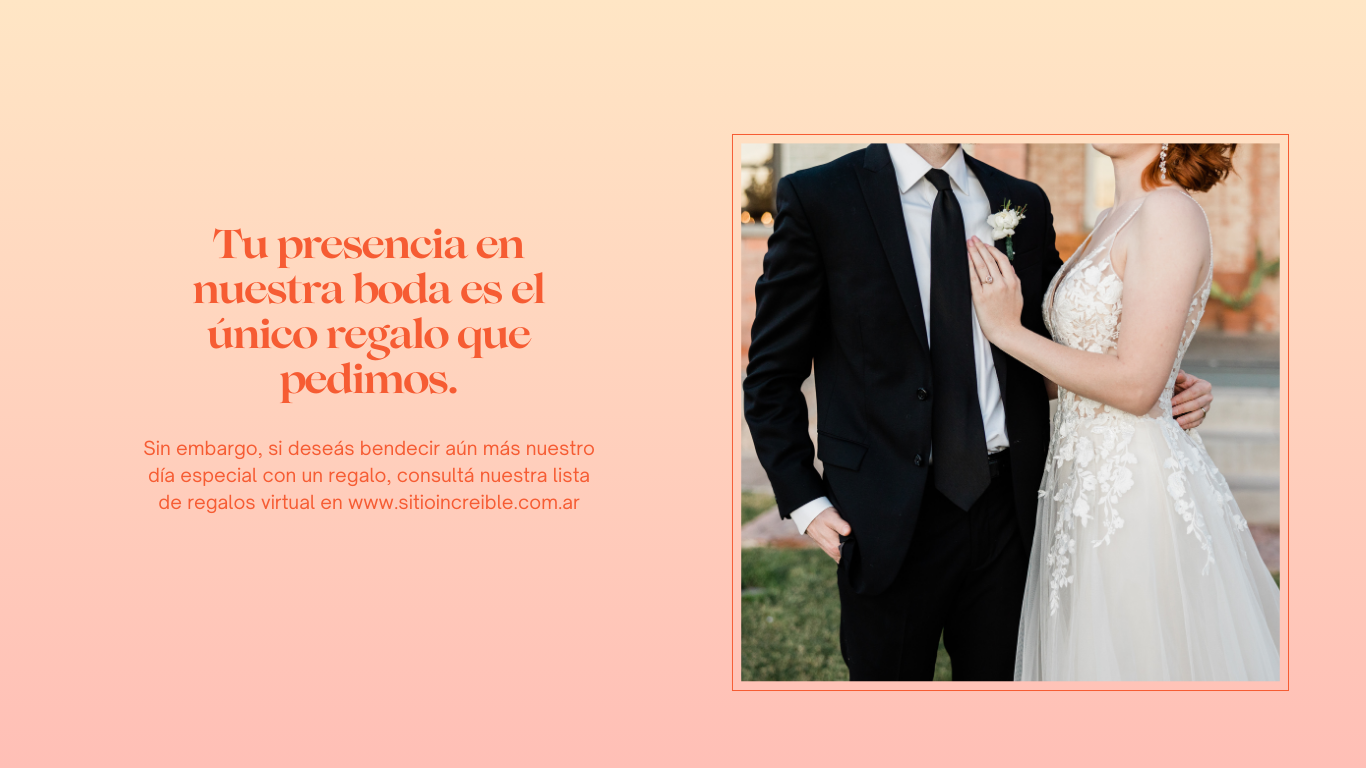 Tu presencia en
nuestra boda es el
único regalo que
pedimos.
Sin embargo, si deseás bendecir aún más nuestro
día especial con un regalo, consultá nuestra lista
de regalos virtual en www.sitioincreible.com.ar